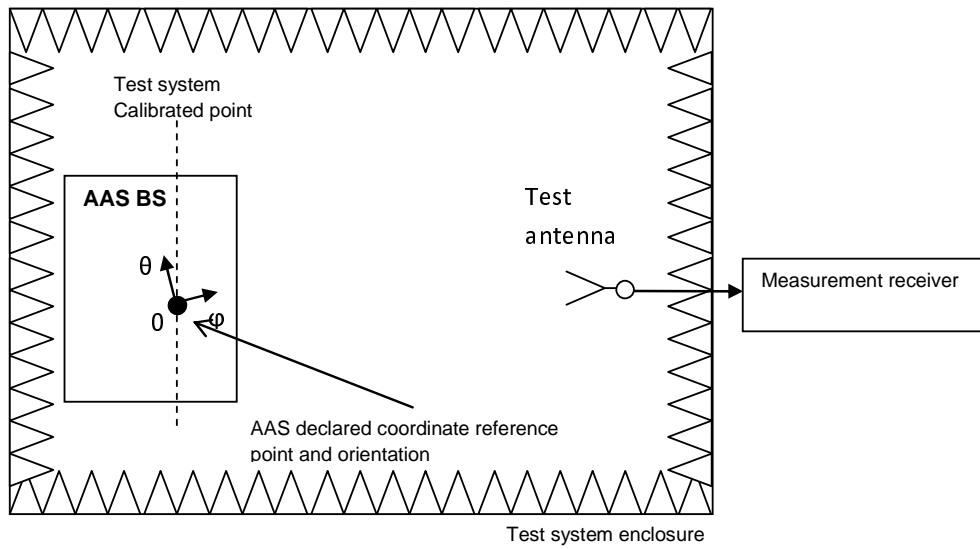 Test system
Calibrated point
AAS BS
Test
antenna
θ
φ
0
Measurement receiver
AAS declared coordinate reference
point and orientation
Test system enclosure